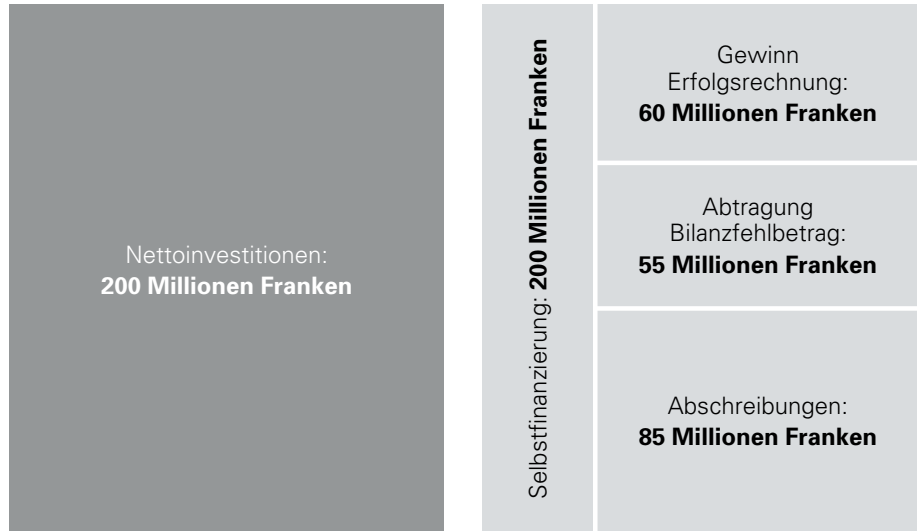 Nettoinvestitionen:
200 Millionen Franken
Selbstfinanzierung: 200 Millionen Franken
Gewinn
Erfolgsrechnung:
60 Millionen Franken
Abtragung
Bilanzfehlbetrag:
55 Millionen Franken
Abschreibungen:
85 Millionen Franken